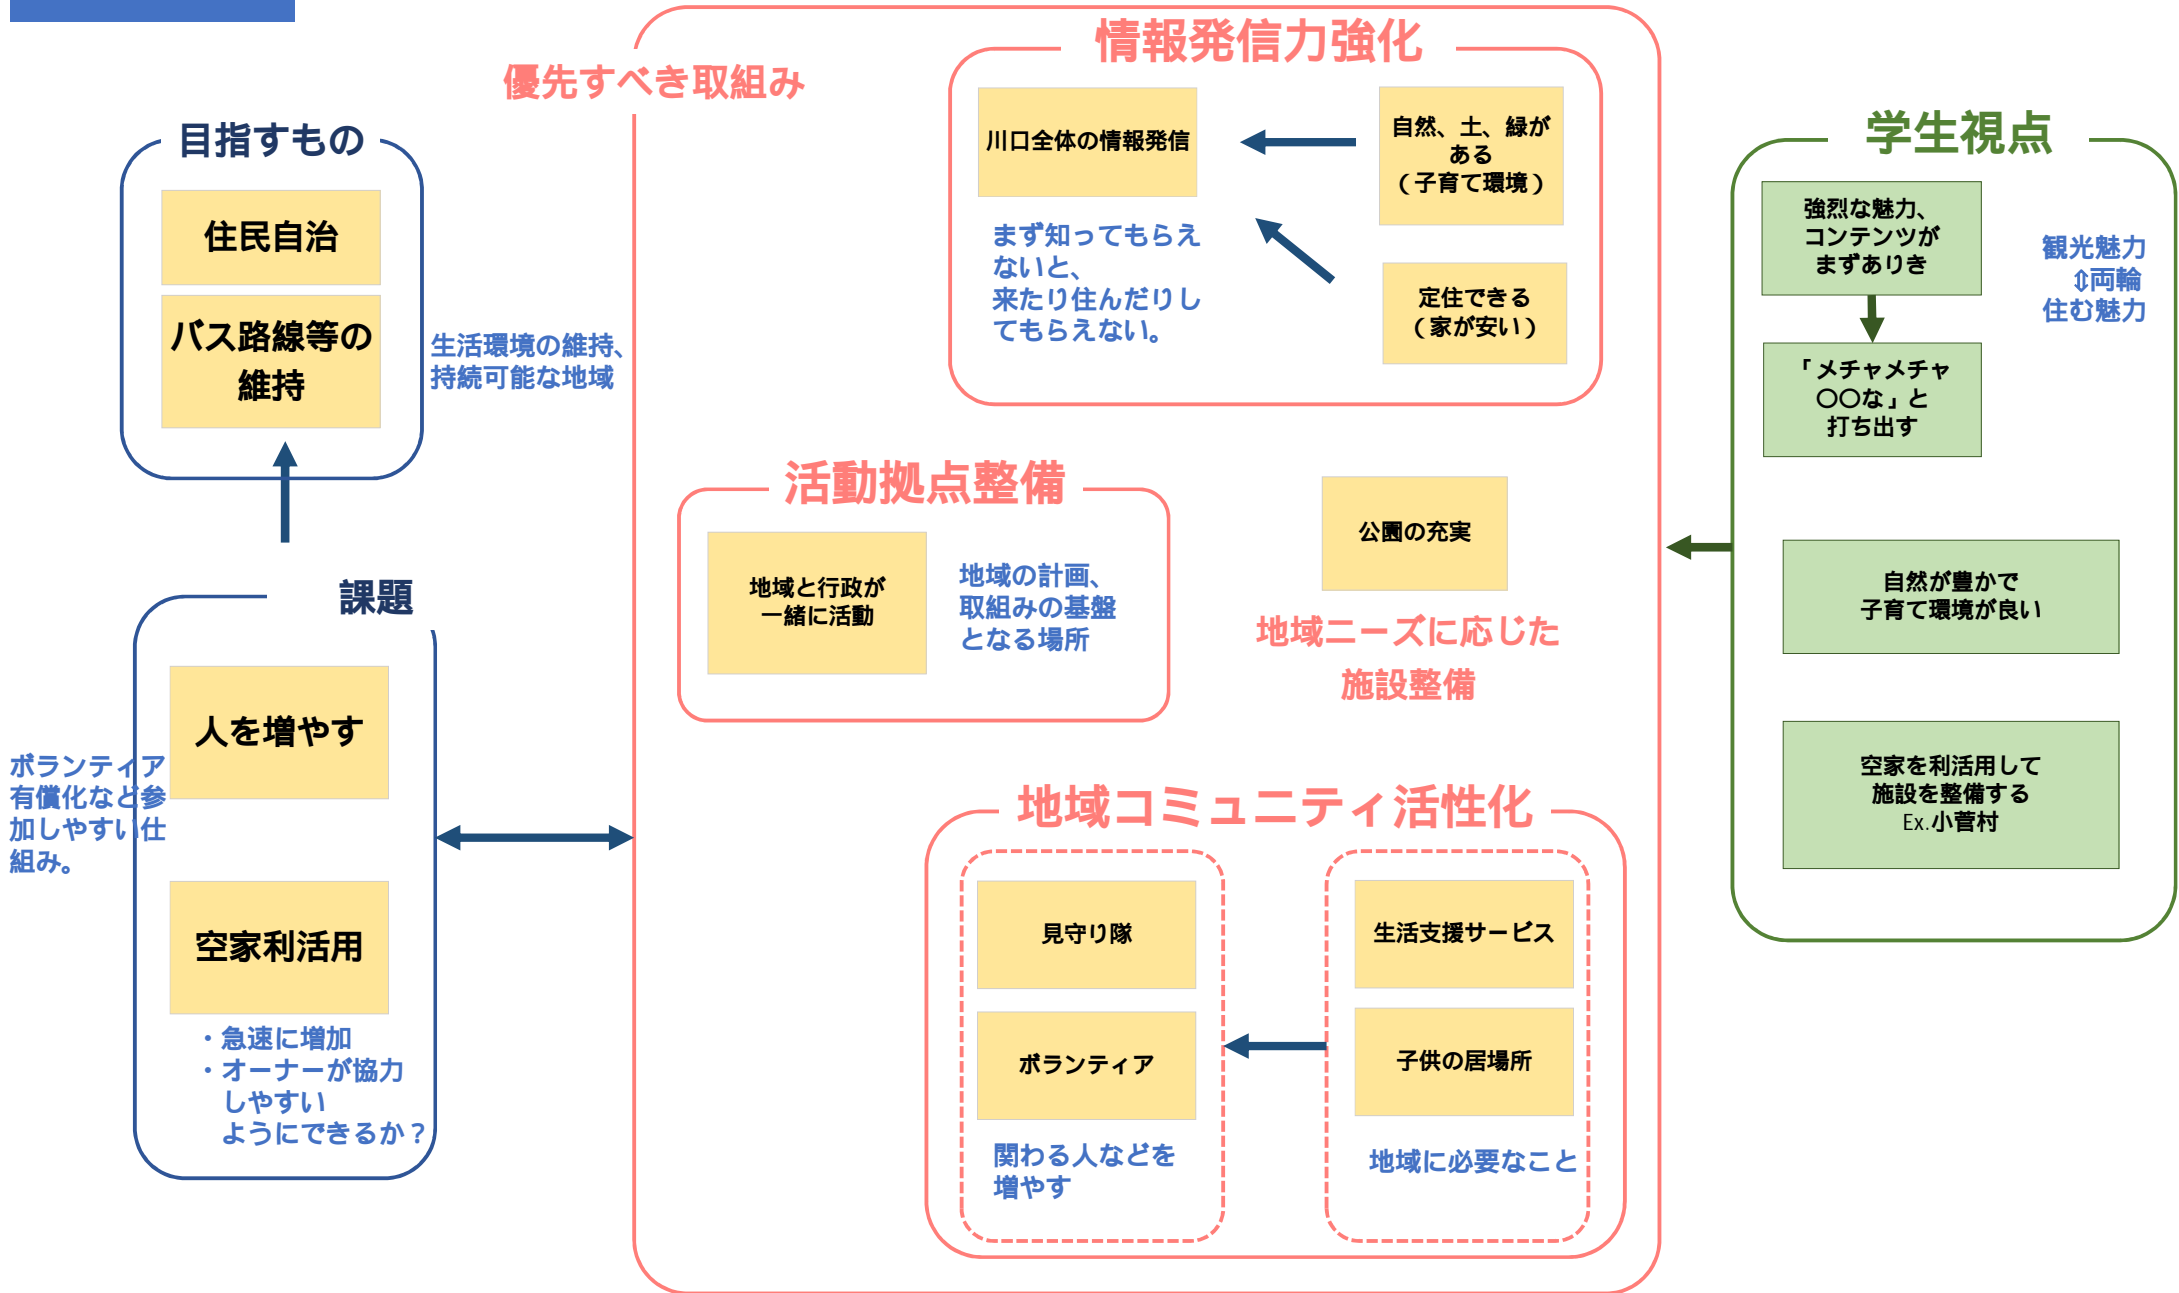 目指すもの
住民自治
バス路線等の
維持
生活環境の維持、
持続可能な地域
課題
人を増やす
ボランティア
有償化など参
加しやすい仕
組み。
空家利活用
・急速に増加
・オーナーが協力
しやすい
ようにできるか？
優先すべき取組み
情報発信力強化
川口全体の情報発信
まず知ってもらえ
ないと、
来たり住んだりし
てもらえない。
自然、土、緑が
ある
（子育て環境）
定住できる
（家が安い）
活動拠点整備
地域と行政が
一緒に活動
地域の計画、
取組みの基盤
となる場所
公園の充実
地域ニーズに応じた
施設整備
地域コミュニティ活性化
見守り隊
ボランティア
関わる人などを
増やす
生活支援サービス
子供の居場所
地域に必要なこと
学生視点
強烈な魅力、
コンテンツが
まずありき
観光魅力
⇕両輪
住む魅力
「メチャメチャ
〇〇な」と
打ち出す
自然が豊かで
子育て環境が良い
空家を利活用して
施設を整備する
Ex.小菅村